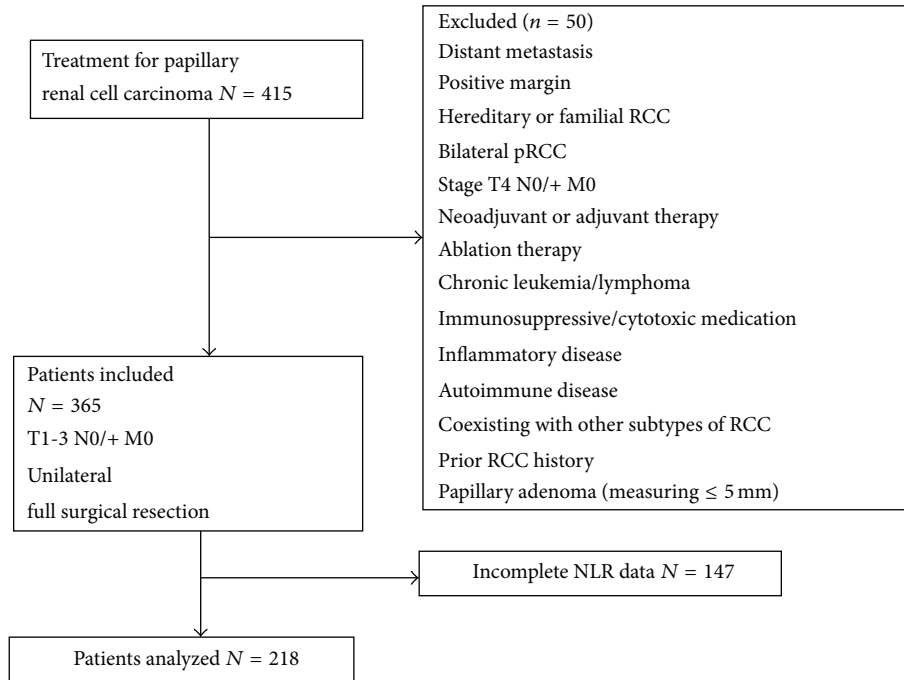 Treatment for papillary
renal cell carcinoma N = 415
Excluded (n = 50)
Distant metastasis
Positive margin
Hereditary or familial RCC
Bilateral pRCC
Stage T4 N0/+ M0
Neoadjuvant or adjuvant therapy
Ablation therapy
Chronic leukemia/lymphoma
Immunosuppressive/cytotoxic medication
Inflammatory disease
Autoimmune disease
Coexisting with other subtypes of RCC
Prior RCC history
Papillary adenoma (measuring ≤ 5 mm)
Patients included
N = 365
T1-3 N0/+ M0
Unilateral
full surgical resection
Incomplete NLR data N = 147
Patients analyzed N = 218